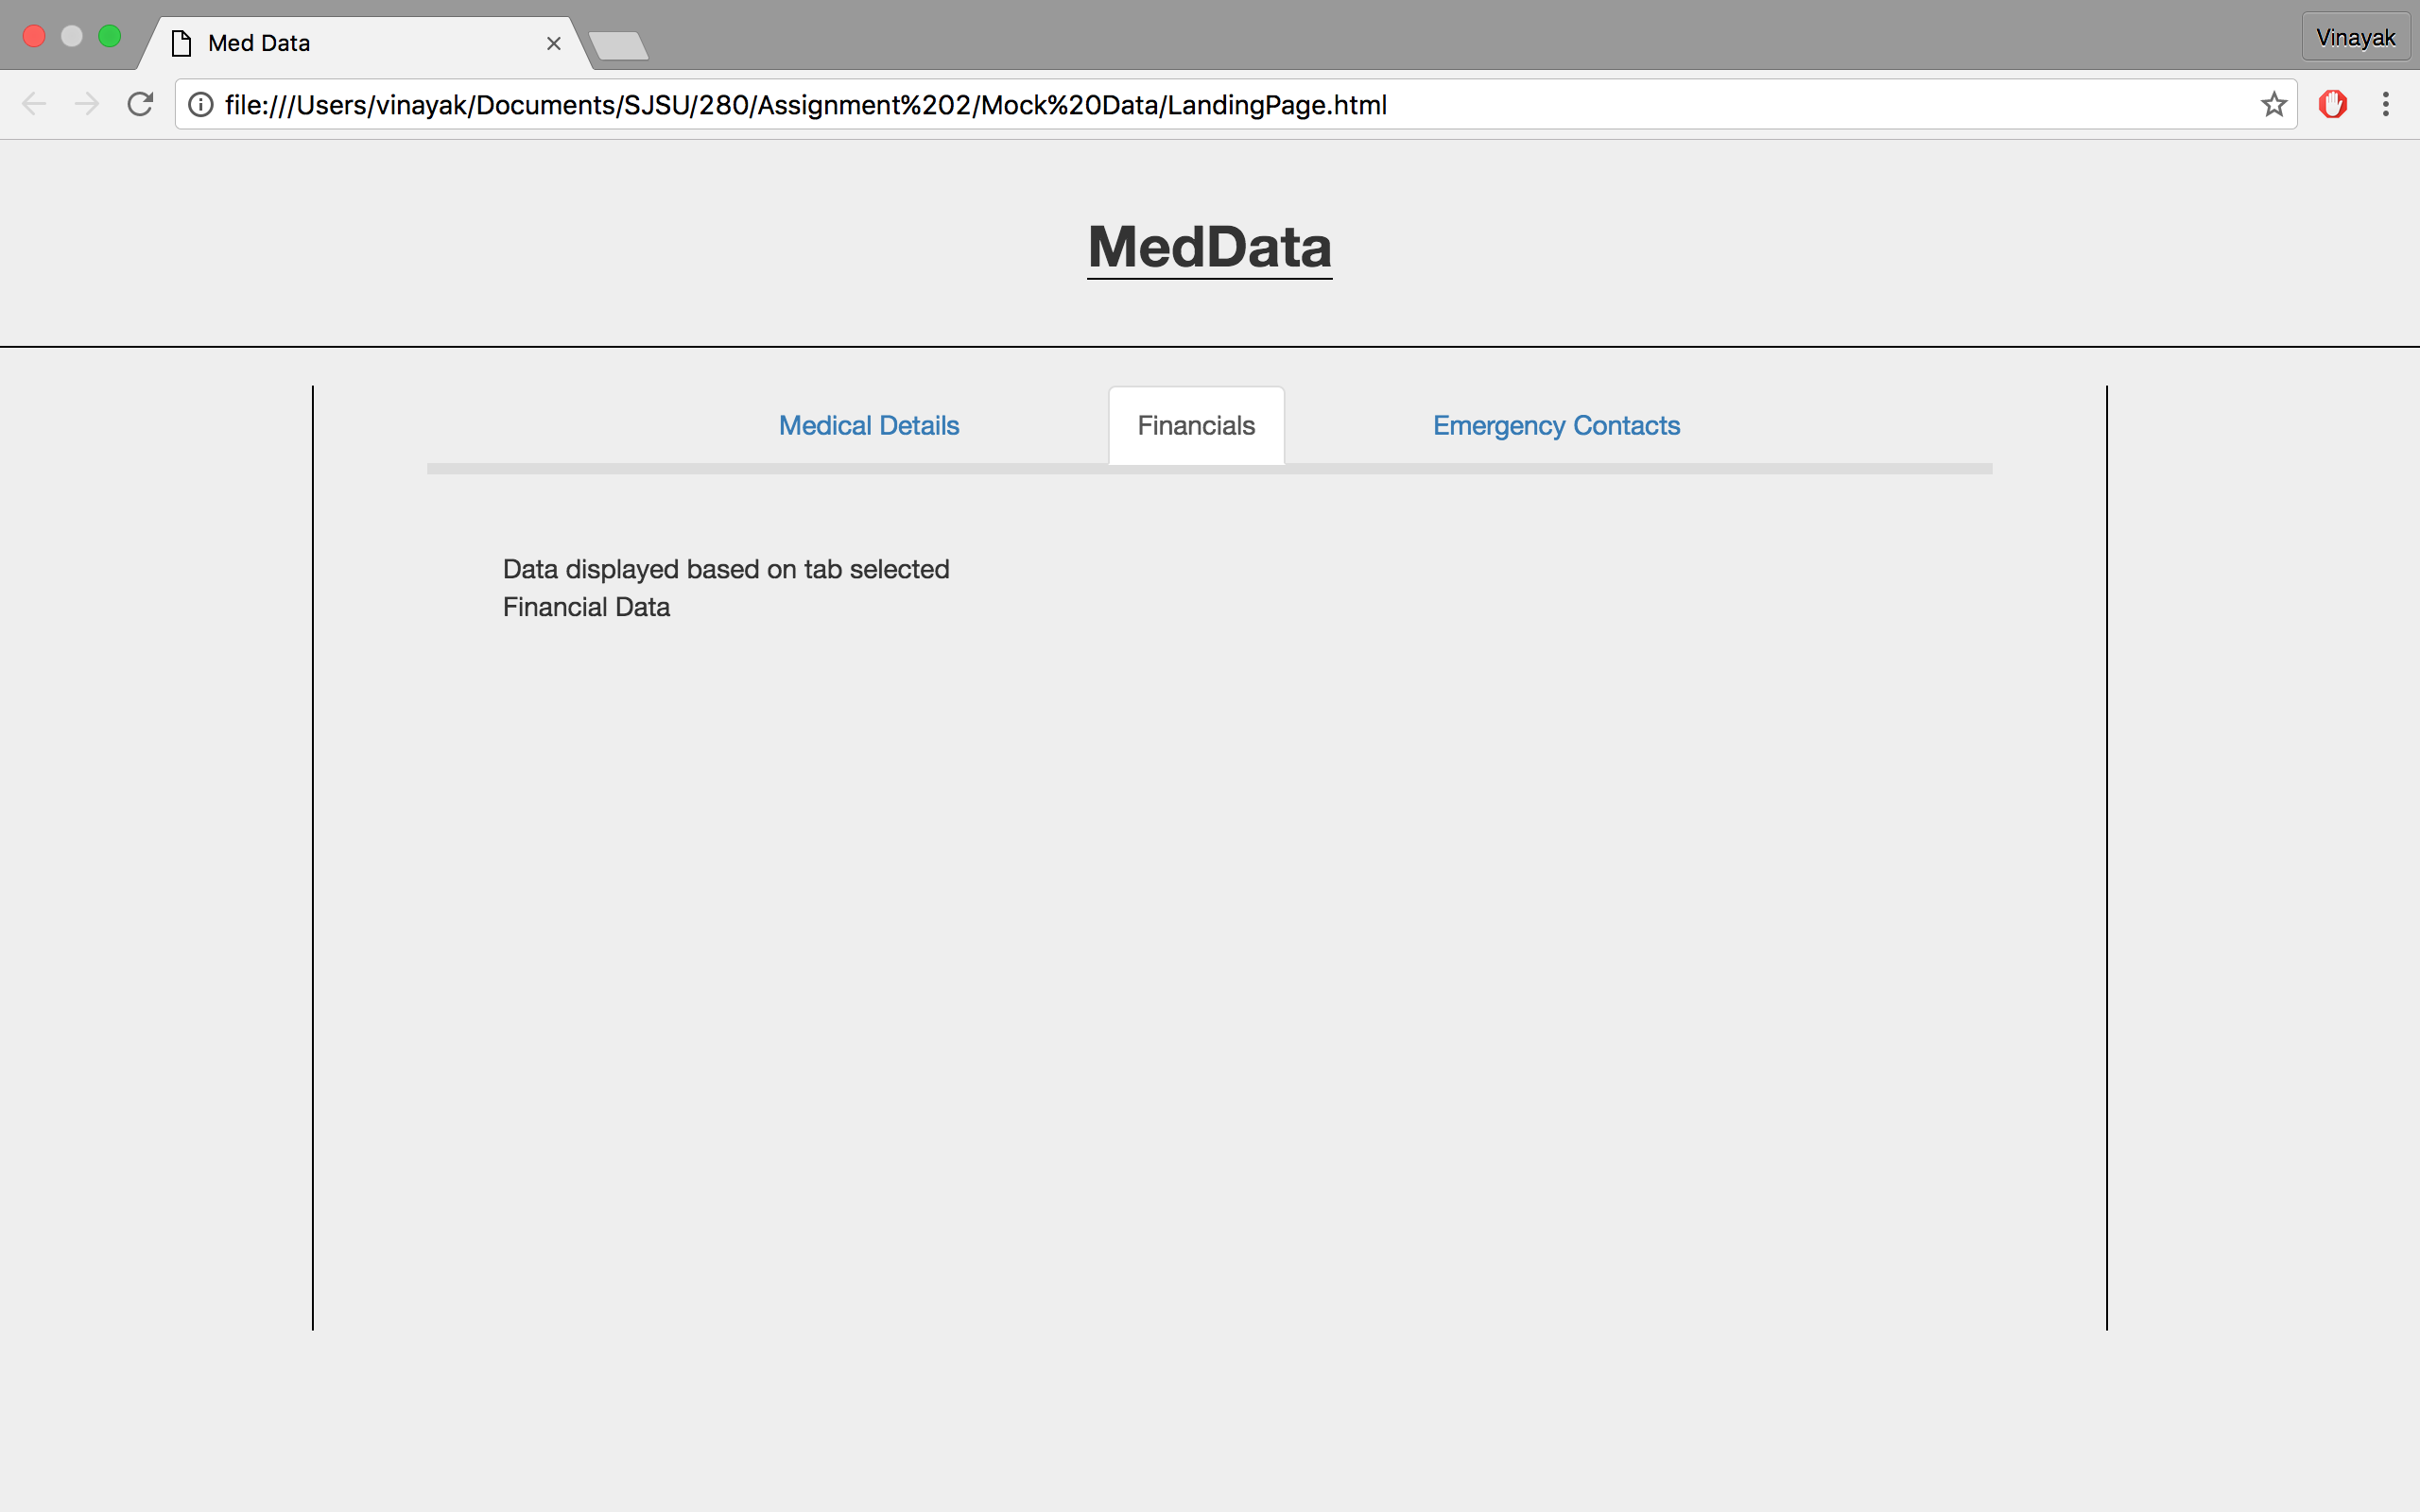 Med Data
Vinayak
file:///Users/vinayak/Documents/SJSU/280/Assignment%202/Mock%20Data/LandingPage.html
MedData
Medical Details Financials Emergency Contacts
Data displayed based on tab selected
Financial Data